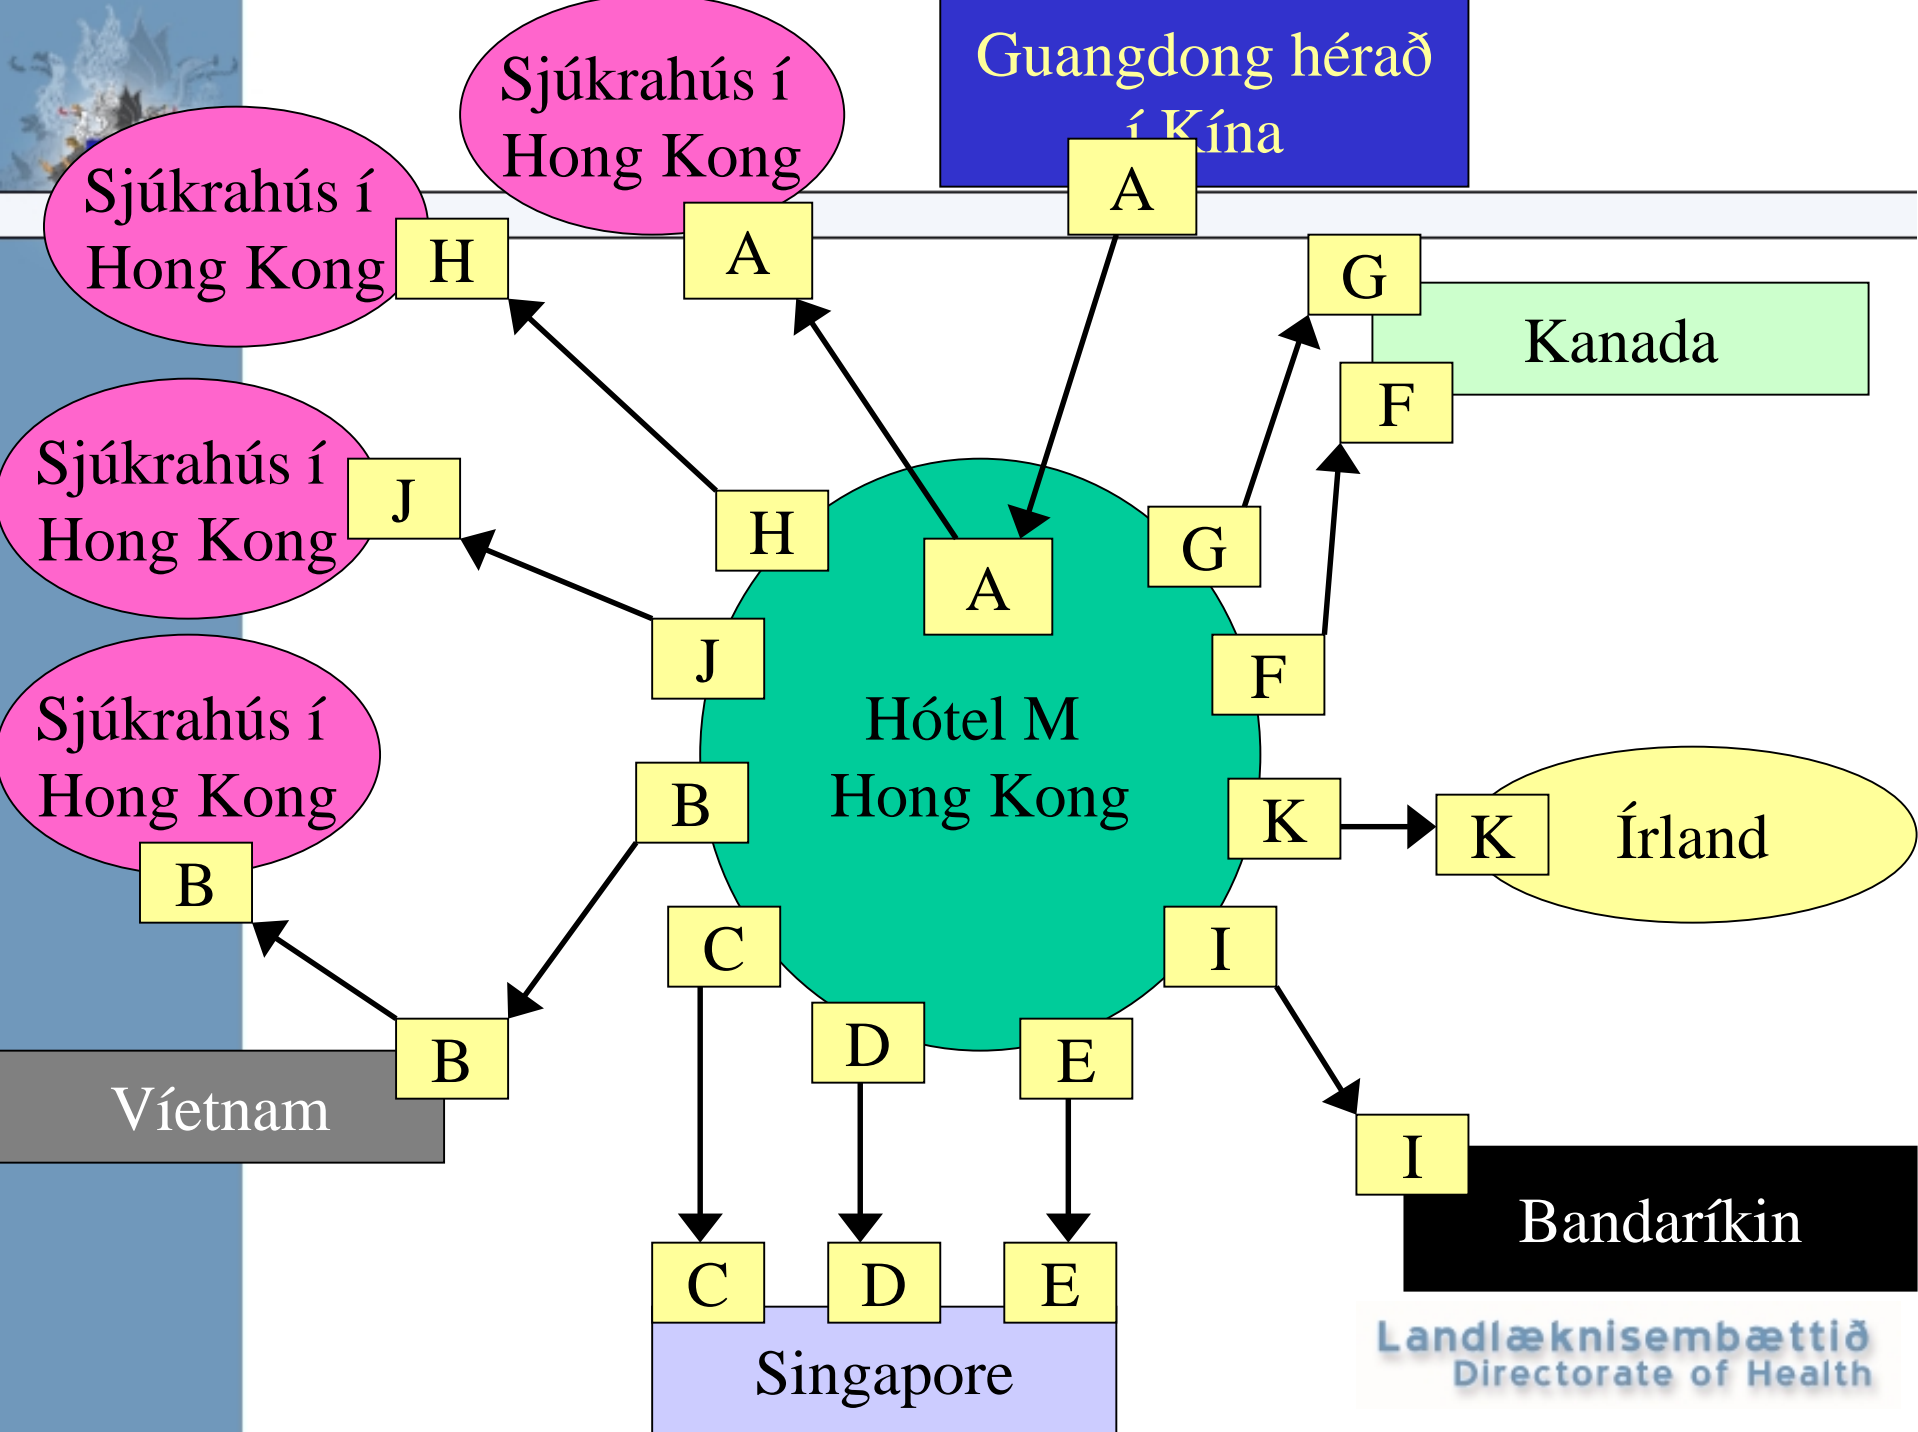 Guangdong hérað
í Kína
A
Sjúkrahús í
Hong Kong
A
Sjúkrahús í
Hong Kong
H
G
Kanada
F
Sjúkrahús í
Hong Kong
J
H
A
G
J
F
Sjúkrahús í
Hong Kong
B
Hótel M
Hong Kong
B
K
K
Írland
C
I
D
E
B
Víetnam
I
Bandaríkin
C
D
E
Singapore
Landlæknisembættið
Directorate of Health